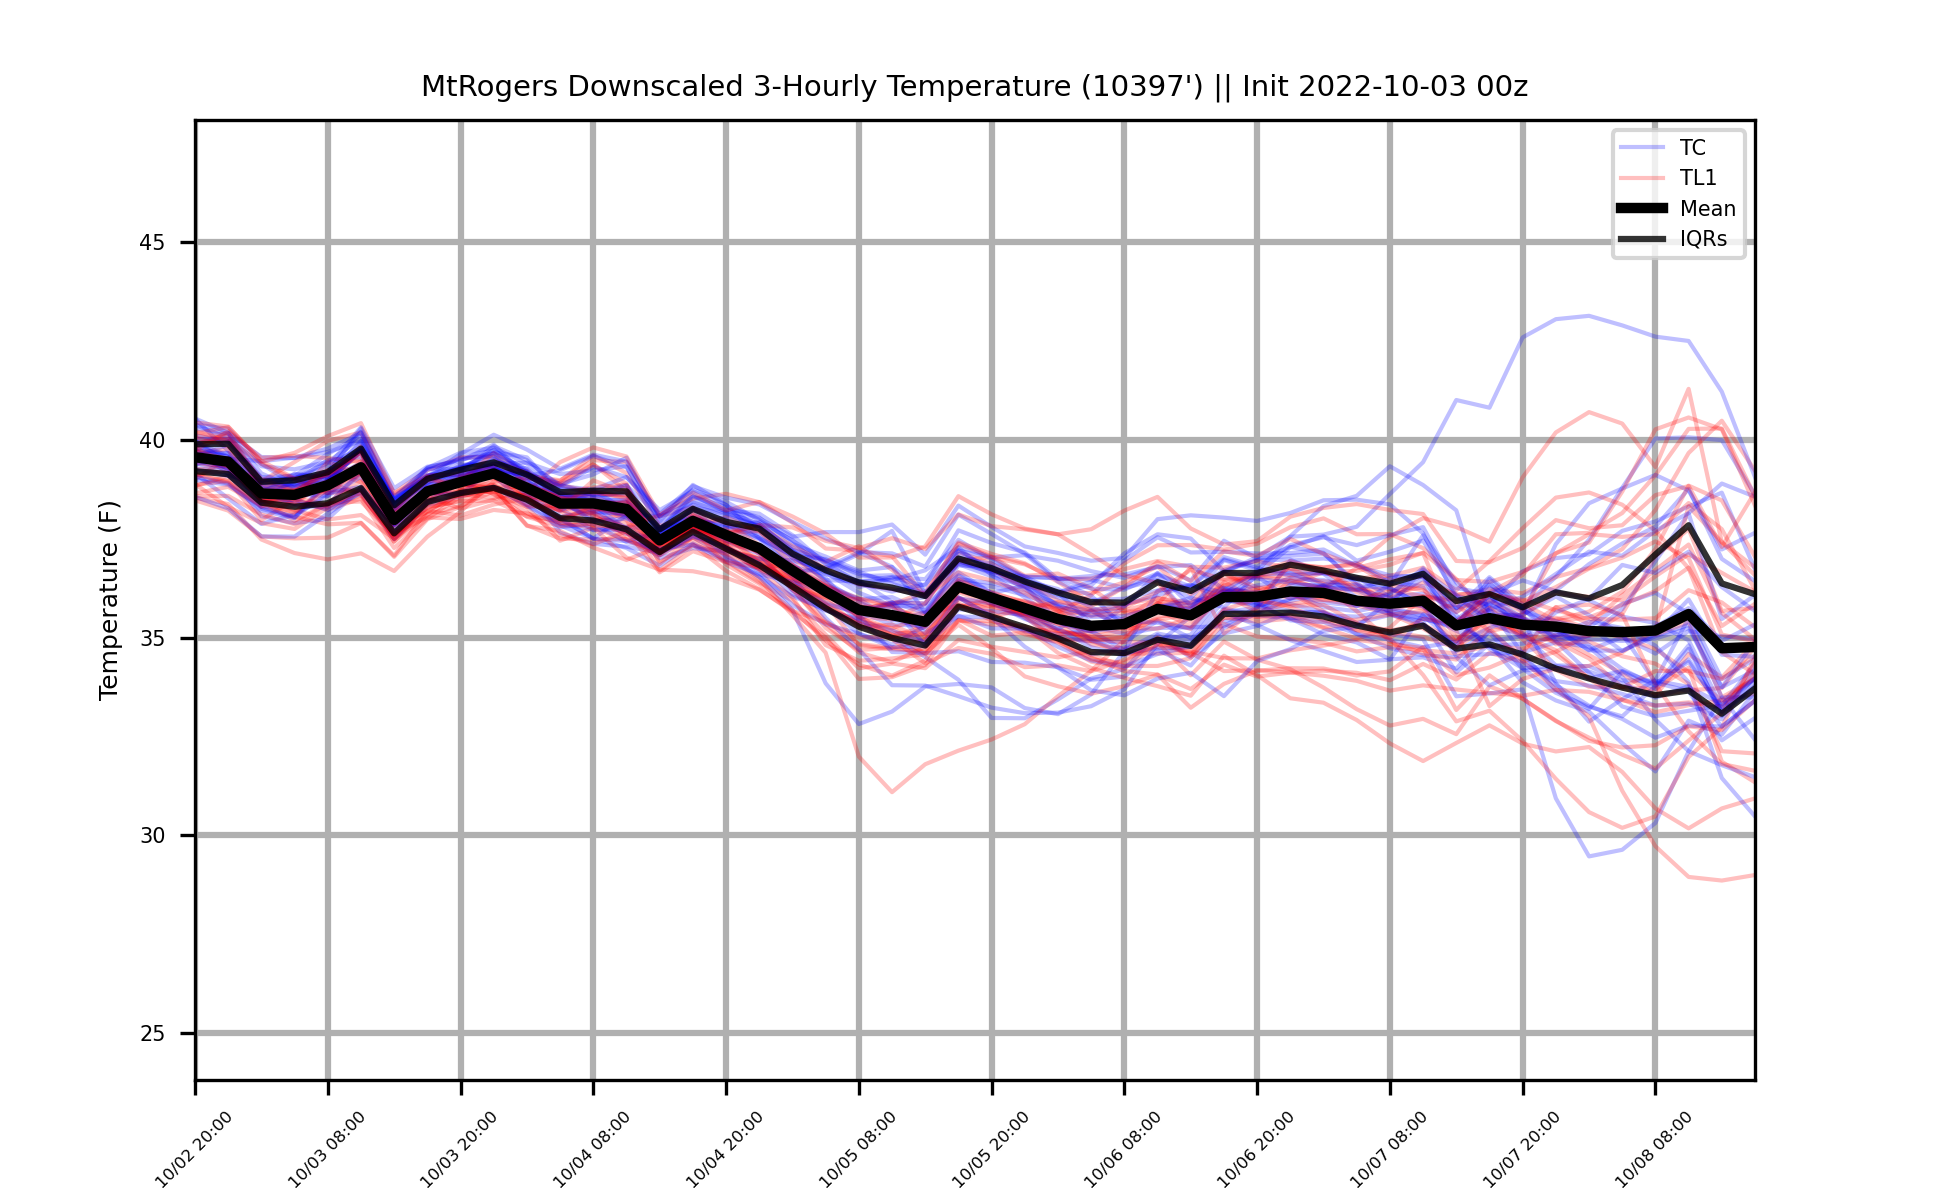 MtRogers Downscaled 3-Hourly Temperature (10397') || Init 2022-10-03 00z
TC
TL1
Mean
IQRs
Temperature (F)
45
40
35
30
25
10/02 20:00
10/03 08:00
10/03 20:00
10/04 08:00
10/04 20:00
10/05 08:00
10/05 20:00
10/06 08:00
10/06 20:00
10/07 08:00
10/07 20:00
10/08 08:00